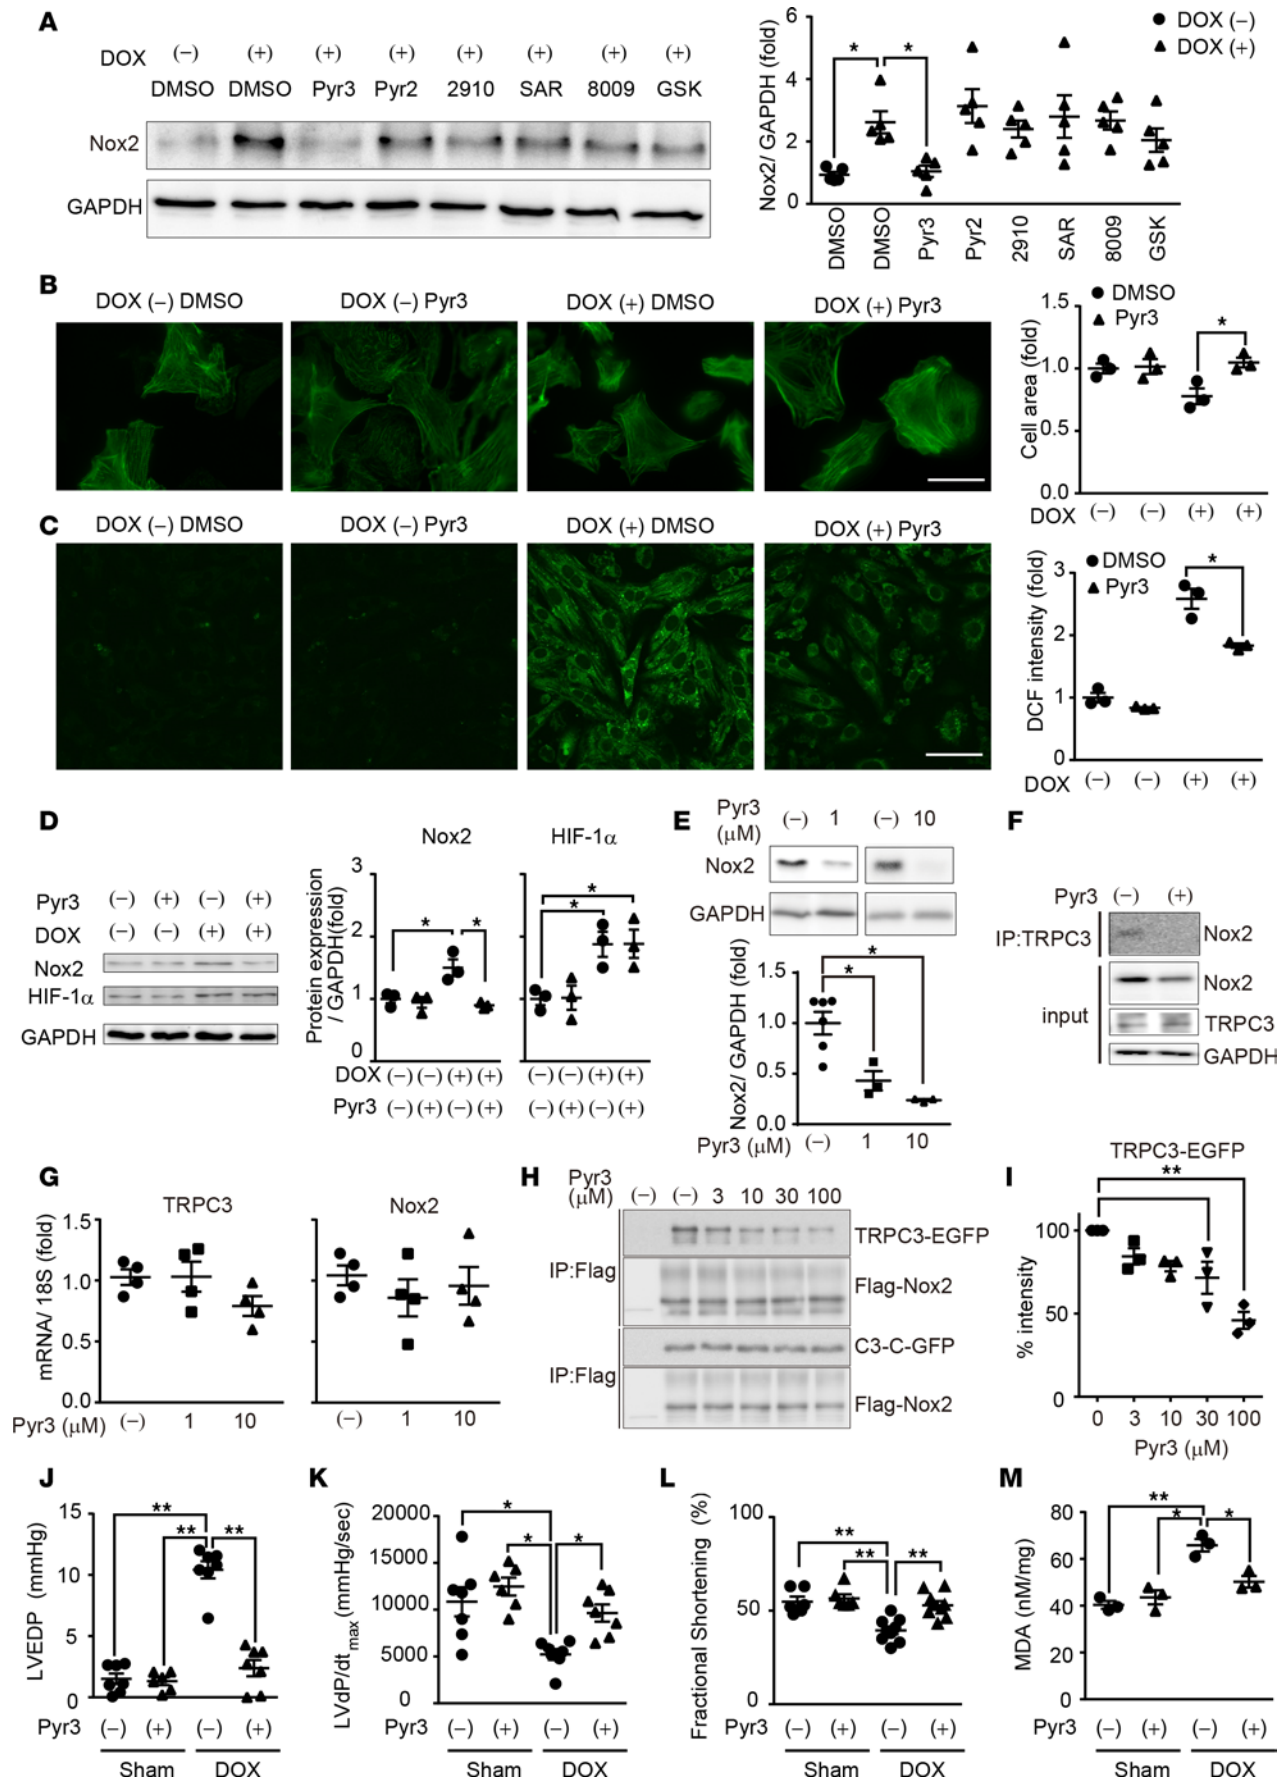 A
DOX (−) (+) (+) (+) (+) (+) (+) (+)
DMSO DMSO Pyr3 Pyr2 2910 SAR 8009 GSK
Nox2
GAPDH
Nox2/ GAPDH (fold)
6
4
2
0
DOX (−)
DOX (+)
* *
DMSO DMSO Pyr3 Pyr2 2910 SAR 8009 GSK
B
DOX (−) DMSO DOX (−) Pyr3 DOX (+) DMSO DOX (+) Pyr3
Cell area (fold)
1.5
1.0
0.5
0.0
DMSO
Pyr3
*
DOX (−) (−) (+) (+)
C
DOX (−) DMSO DOX (−) Pyr3 DOX (+) DMSO DOX (+) Pyr3
DCF intensity (fold)
3
2
1
0
DMSO
Pyr3
*
DOX (−) (−) (+) (+)
D
Pyr3 (−) (+) (−) (+)
DOX (−) (−) (+) (+)
Nox2
HIF-1α
GAPDH
Nox2 HIF-1α
Protein expression
/ GAPDH(fold)
3
2
1
0
* *
*
*
DOX (−) (−) (+) (+) (−) (−) (+) (+)
Pyr3 (−) (+) (−) (+) (−) (+) (−) (+)
E
Pyr3
(μM) (−) 1 (−) 10
Nox2
GAPDH
Nox2/ GAPDH (fold)
1.5
1.0
0.5
0.0
*
*
Pyr3 (μM) (−) 1 10
F
Pyr3 (−) (+)
IP:TRPC3 Nox2
input
Nox2
TRPC3
GAPDH
G
TRPC3 Nox2
mRNA/ 18S (fold)
1.5
1.0
0.5
0.0
Pyr3 (μM) (−) 1 10 (−) 1 10
H
Pyr3
(μM) (−) (−) 3 10 30 100
IP:Flag
TRPC3-EGFP
Flag-Nox2
IP:Flag
C3-C-GFP
Flag-Nox2
I
TRPC3-EGFP
**
% intensity
100
50
0
0 3 10 30 100
Pyr3 (μM)
J
LVEDP (mmHg)
15
10
5
0
**
** **
Pyr3 (−) (+) (−) (+)
Sham DOX
K
LVdP/dtmax (mmHg/sec)
20000
15000
10000
5000
0
*
* *
Pyr3 (−) (+) (−) (+)
Sham DOX
L
Fractional Shortening (%)
100
50
0
**
** **
Pyr3 (−) (+) (−) (+)
Sham DOX
M
MDA (nM/mg)
80
60
40
20
0
**
* *
Pyr3 (−) (+) (−) (+)
Sham DOX